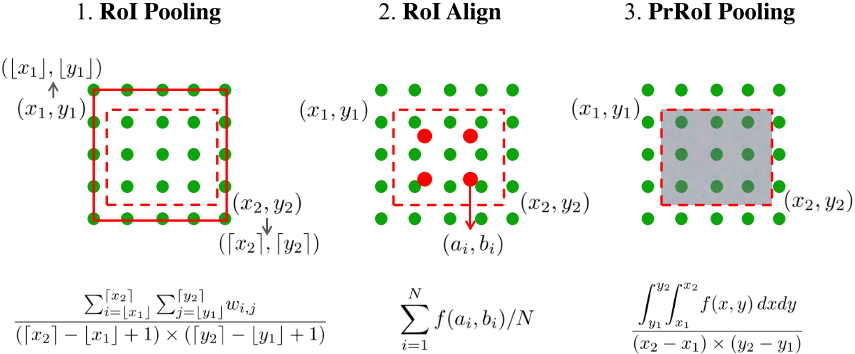 1. RoI Pooling
2. RoI Align
3. PrRoI Pooling
(⌊x₁⌋, ⌊y₁⌋)
(x₁, y₁)
(x₂, y₂)
(⌈x₂⌉, ⌈y₂⌉)
(x₁, y₁)
(x₂, y₂)
(aᵢ, bᵢ)
(x₁, y₁)
(x₂, y₂)
∑_{i=⌊x₁⌋}^{⌈x₂⌉} ∑_{j=⌊y₁⌋}^{⌈y₂⌉} w_{i,j}
(⌈x₂⌉ − ⌊x₁⌋ + 1) × (⌈y₂⌉ − ⌊y₁⌋ + 1)
∑_{i=1}^{N} f(aᵢ, bᵢ)/N
∫_{y₁}^{y₂} ∫_{x₁}^{x₂} f(x, y) dxdy
(x₂ − x₁) × (y₂ − y₁)